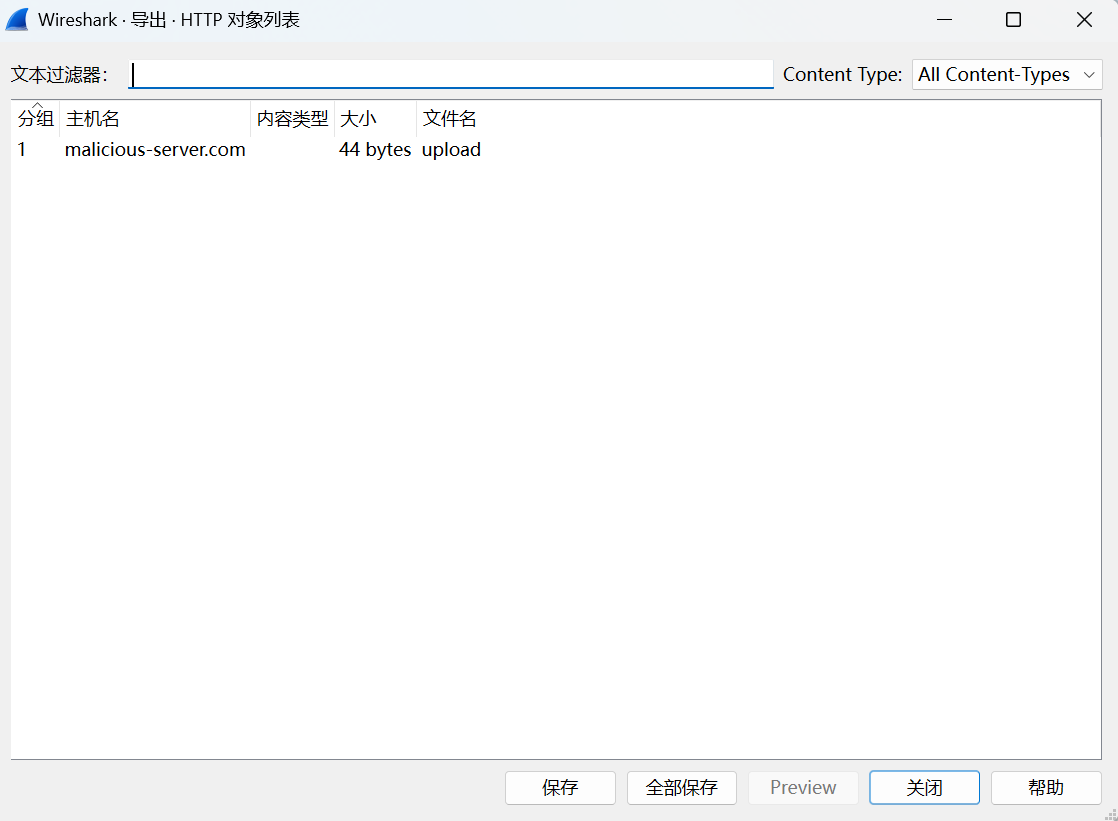 Wireshark · 导出 · HTTP 对象列表
文本过滤器: Content Type: All Content-Types
分组 主机名 内容类型 大小 文件名
1 malicious-server.com 44 bytes upload
保存 全部保存 Preview 关闭 帮助